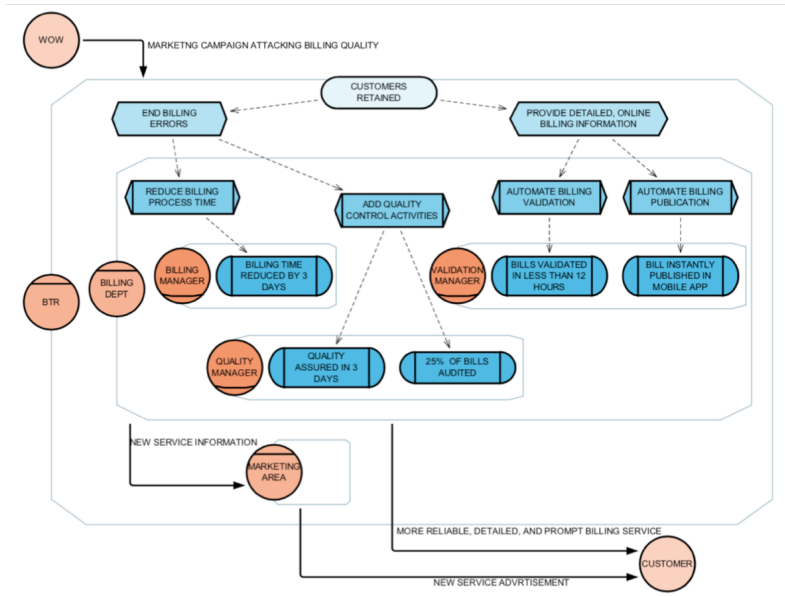 WOW
MARKETNG CAMPAIGN ATTACKING BILLING QUALITY
CUSTOMERS
RETAINED
END BILLING
ERRORS
PROVIDE DETAILED, ONLINE
BILLING INFORMATION
REDUCE BILLING
PROCESS TIME
ADD QUALITY
CONTROL ACTIVITIES
AUTOMATE BILLING
VALIDATION
AUTOMATE BILLING
PUBLICATION
BTR
BILLING
DEPT
BILLING
MANAGER
BILLING TIME
REDUCED BY 3
DAYS
VALIDATION
MANAGER
BILLS VALIDATED
IN LESS THAN 12
HOURS
BILL INSTANTLY
PUBLISHED IN
MOBILE APP
QUALITY
MANAGER
QUALITY
ASSURED IN 3
DAYS
25% OF BILLS
AUDITED
NEW SERVICE INFORMATION
MARKETING
AREA
MORE RELIABLE, DETAILED, AND PROMPT BILLING SERVICE
CUSTOMER
NEW SERVICE ADVRTISEMENT